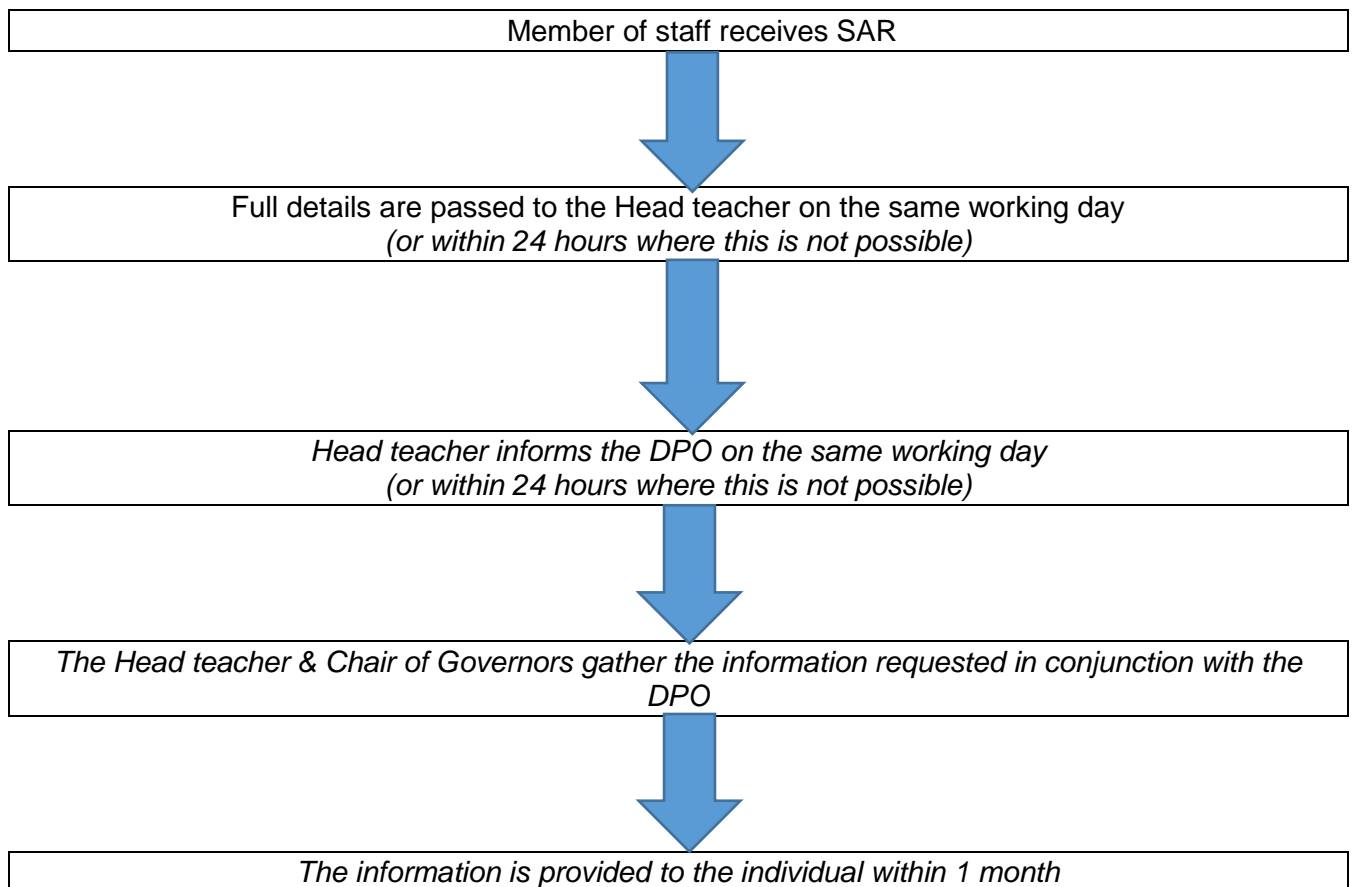 Member of staff receives SAR
Full details are passed to the Head teacher on the same working day
(or within 24 hours where this is not possible)
Head teacher informs the DPO on the same working day
(or within 24 hours where this is not possible)
The Head teacher & Chair of Governors gather the information requested in conjunction with the
DPO
The information is provided to the individual within 1 month